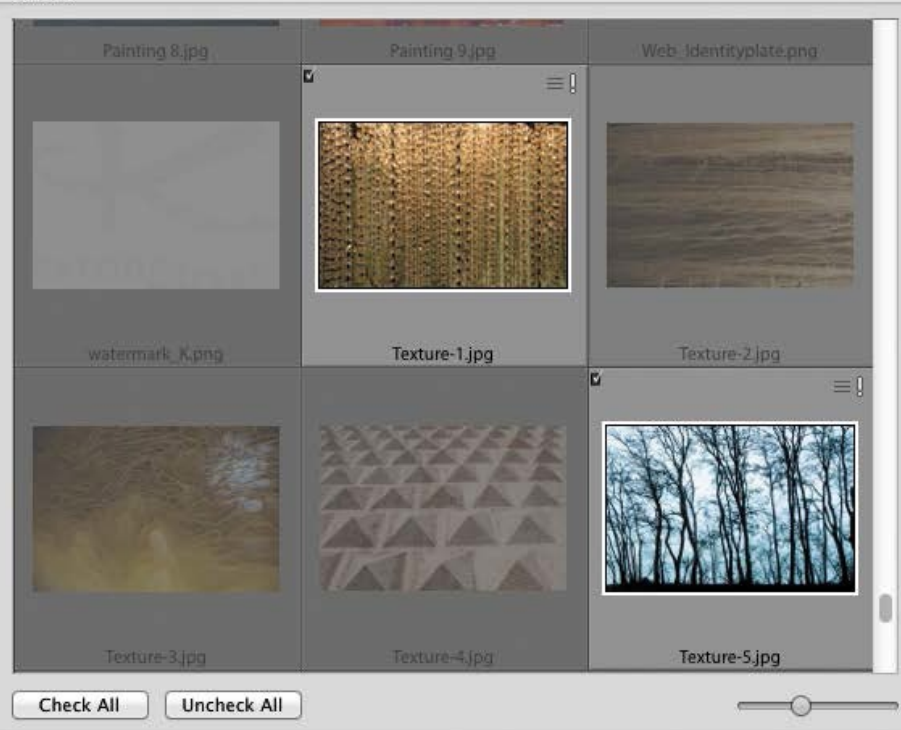 Painting 8.jpg
Painting 9.jpg
Web_Identityplate.png
watermark_K.png
Texture-1.jpg
Texture-2.jpg
Texture-3.jpg
Texture-4.jpg
Texture-5.jpg
Check All
Uncheck All